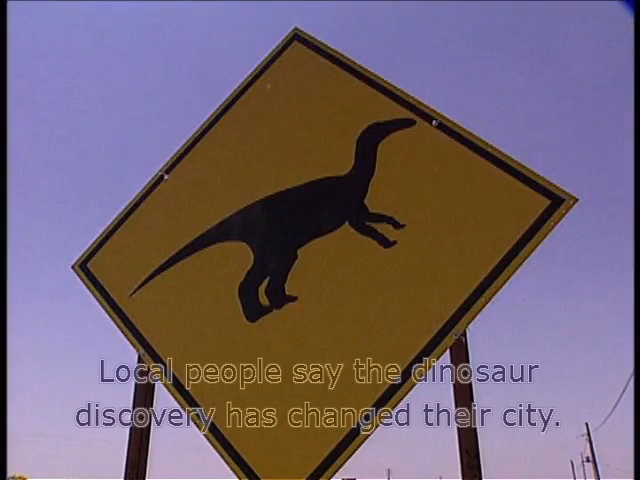 Local people say the dinosaur
discovery has changed their city.